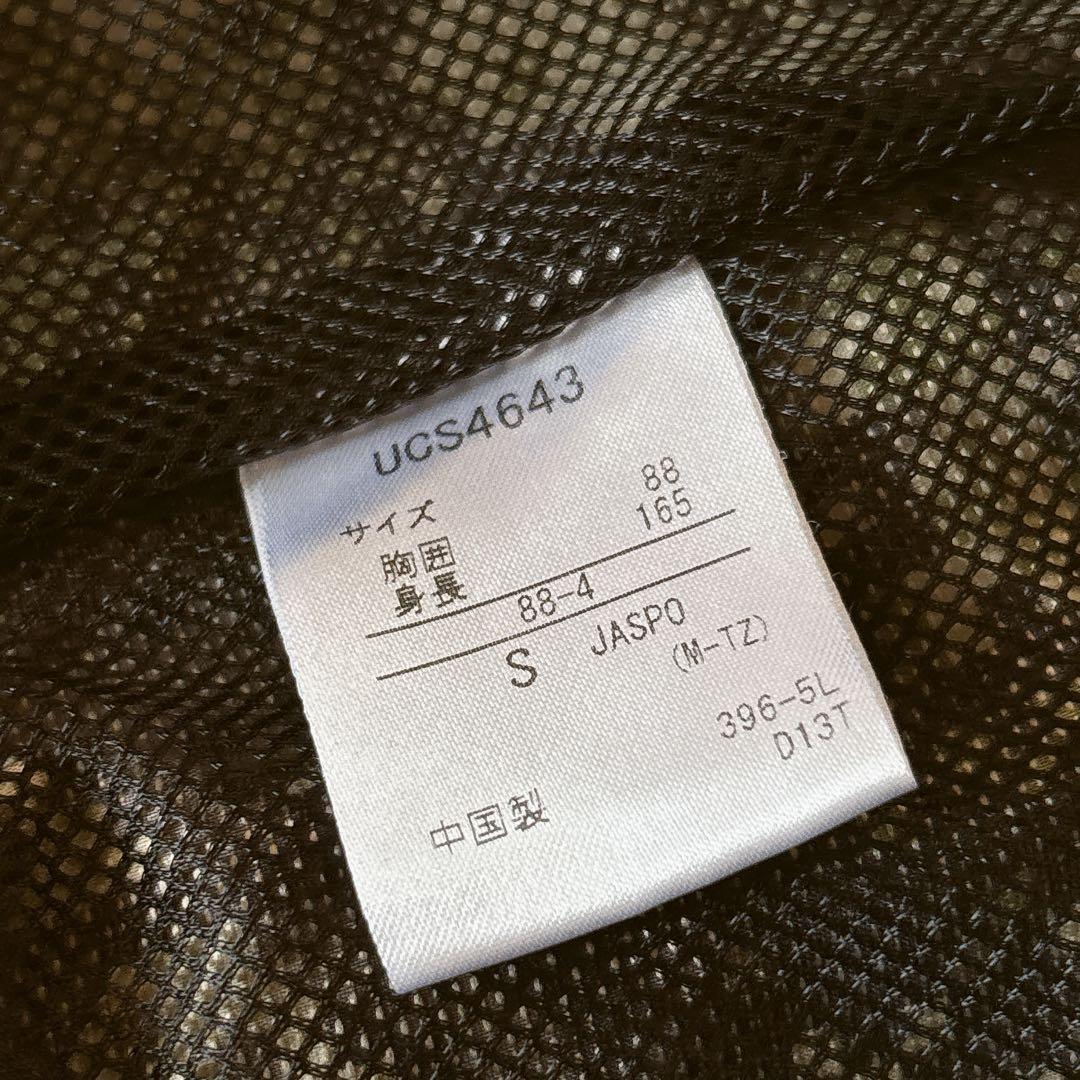 UCS4643
サイズ
胸囲 88
身長 165
88-4
S JASPO
(M-TZ)
396-5L
D13T
中国製